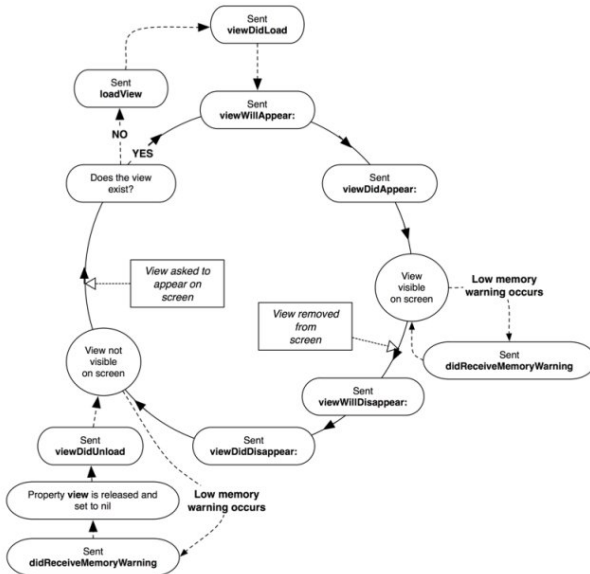 Sent
viewDidLoad
Sent
loadView
Sent
viewWillAppear:
NO
YES
Does the view
exist?
Sent
viewDidAppear:
View asked to
appear on
screen
View
visible
on screen
Low memory
warning occurs
View removed
from
screen
Sent
didReceiveMemoryWarning
View not
visible
on screen
Sent
viewWillDisappear:
Sent
viewDidDisappear:
Sent
viewDidUnload
Low memory
warning occurs
Property view is released and
set to nil
Sent
didReceiveMemoryWarning